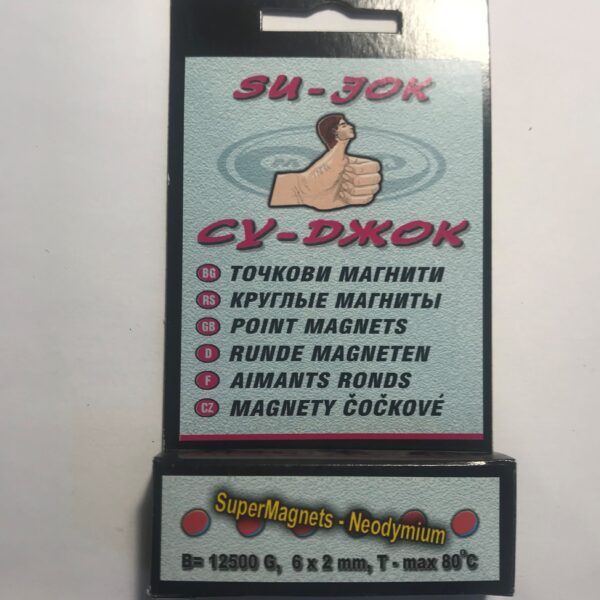 SU-JOK
СУ-ДЖОК
BG ТОЧКОВИ МАГНИТИ
RS КРУГЛЫЕ МАГНИТЫ
GB POINT MAGNETS
D RUNDE MAGNETEN
F AIMANTS RONDS
CZ MAGNETY ČOČKOVÉ
SuperMagnets - Neodymium
B= 12500 G, 6 x 2 mm, T - max 80°C